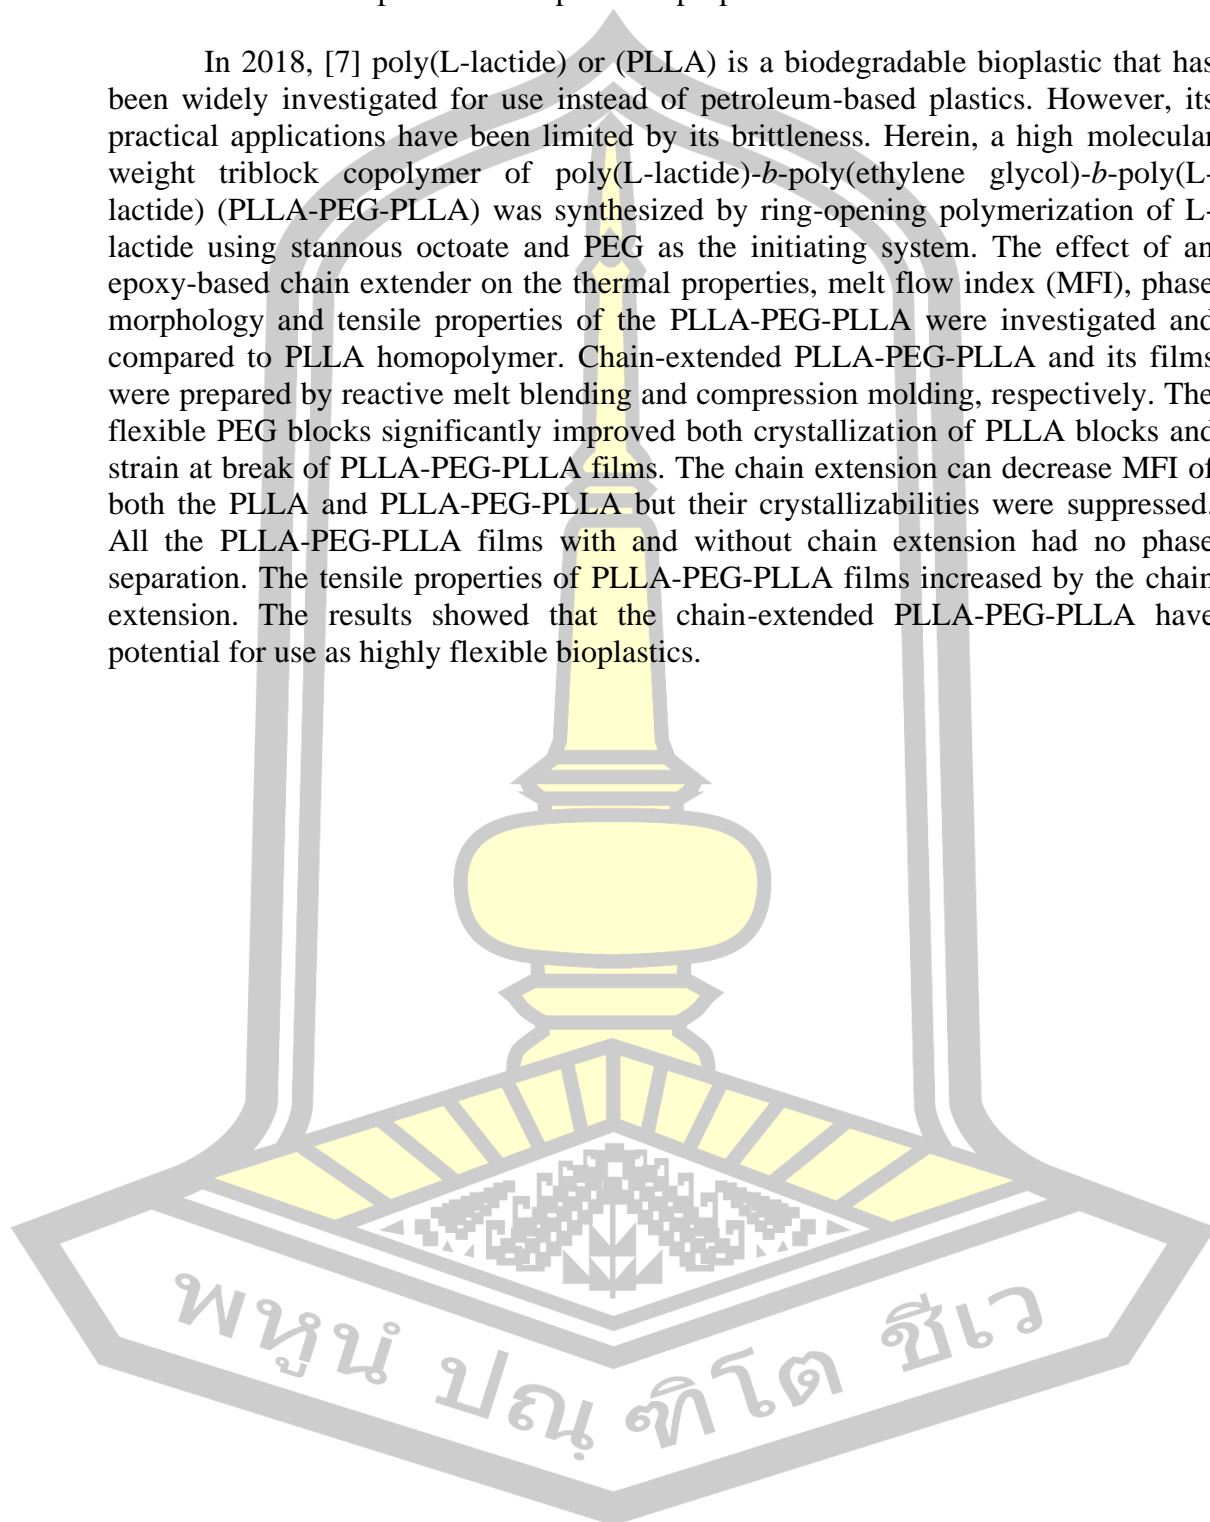 In 2018, [7] poly(L-lactide) or (PLLA) is a biodegradable bioplastic that has
been widely investigated for use instead of petroleum-based plastics. However, its
practical applications have been limited by its brittleness. Herein, a high molecular
weight triblock copolymer of poly(L-lactide)-b-poly(ethylene glycol)-b-poly(L-
lactide) (PLLA-PEG-PLLA) was synthesized by ring-opening polymerization of L-
lactide using stannous octoate and PEG as the initiating system. The effect of an
epoxy-based chain extender on the thermal properties, melt flow index (MFI), phase
morphology and tensile properties of the PLLA-PEG-PLLA were investigated and
compared to PLLA homopolymer. Chain-extended PLLA-PEG-PLLA and its films
were prepared by reactive melt blending and compression molding, respectively. The
flexible PEG blocks significantly improved both crystallization of PLLA blocks and
strain at break of PLLA-PEG-PLLA films. The chain extension can decrease MFI of
both the PLLA and PLLA-PEG-PLLA but their crystallizabilities were suppressed.
All the PLLA-PEG-PLLA films with and without chain extension had no phase
separation. The tensile properties of PLLA-PEG-PLLA films increased by the chain
extension. The results showed that the chain-extended PLLA-PEG-PLLA have
potential for use as highly flexible bioplastics.
พหูนํ ปณฺฑิโต ชีเว